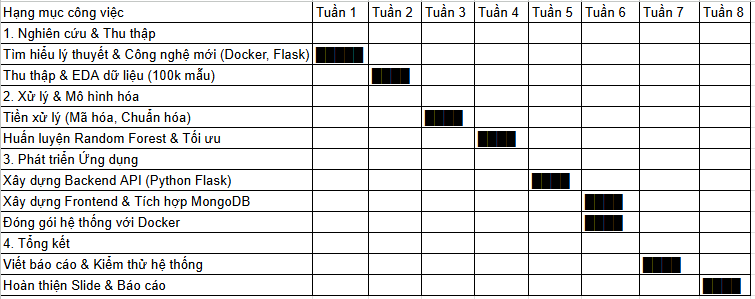 Hạng mục công việc Tuần 1 Tuần 2 Tuần 3 Tuần 4 Tuần 5 Tuần 6 Tuần 7 Tuần 8
1. Nghiên cứu & Thu thập
Tìm hiểu lý thuyết & Công nghệ mới (Docker, Flask) █████
Thu thập & EDA dữ liệu (100k mẫu) ████
2. Xử lý & Mô hình hóa
Tiền xử lý (Mã hóa, Chuẩn hóa) ████
Huấn luyện Random Forest & Tối ưu ████
3. Phát triển Ứng dụng
Xây dựng Backend API (Python Flask) ████
Xây dựng Frontend & Tích hợp MongoDB ████
Đóng gói hệ thống với Docker ████
4. Tổng kết
Viết báo cáo & Kiểm thử hệ thống ████
Hoàn thiện Slide & Báo cáo ████